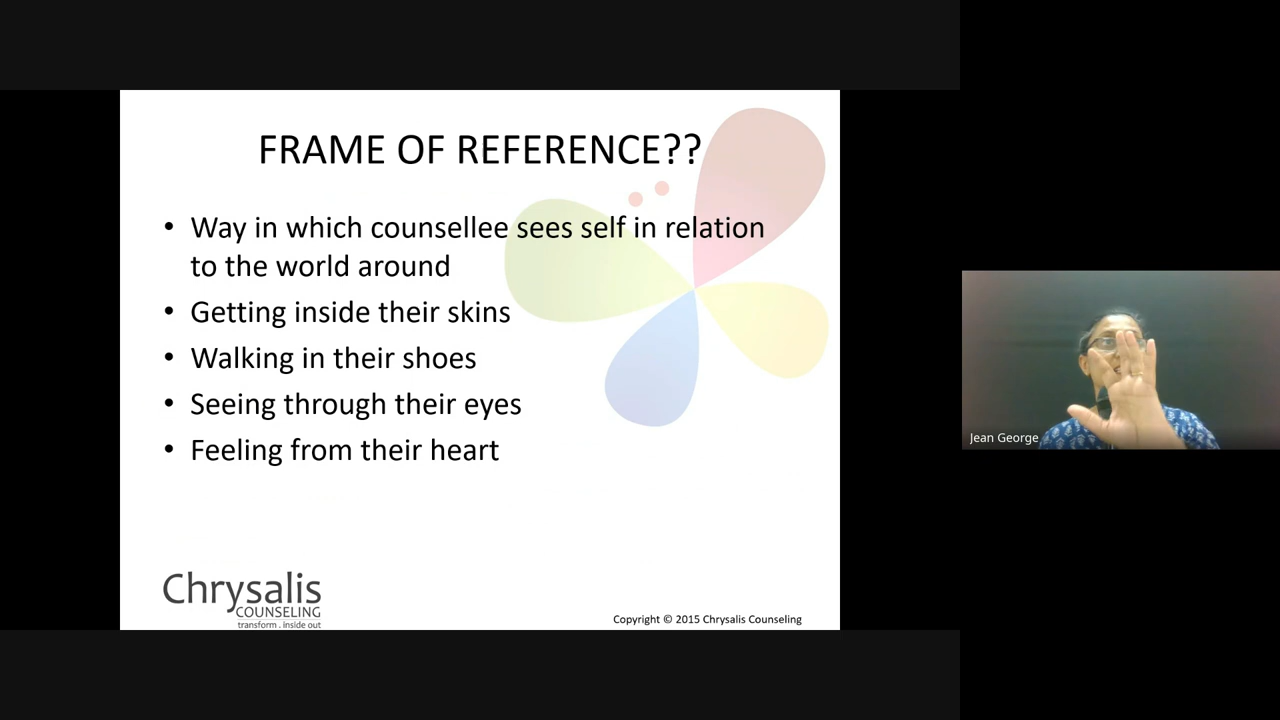 FRAME OF REFERENCE??
• Way in which counsellee sees self in relation
to the world around
• Getting inside their skins
• Walking in their shoes
• Seeing through their eyes
• Feeling from their heart
Chrysalis
COUNSELING
transform . inside out
Copyright © 2015 Chrysalis Counseling
Jean George